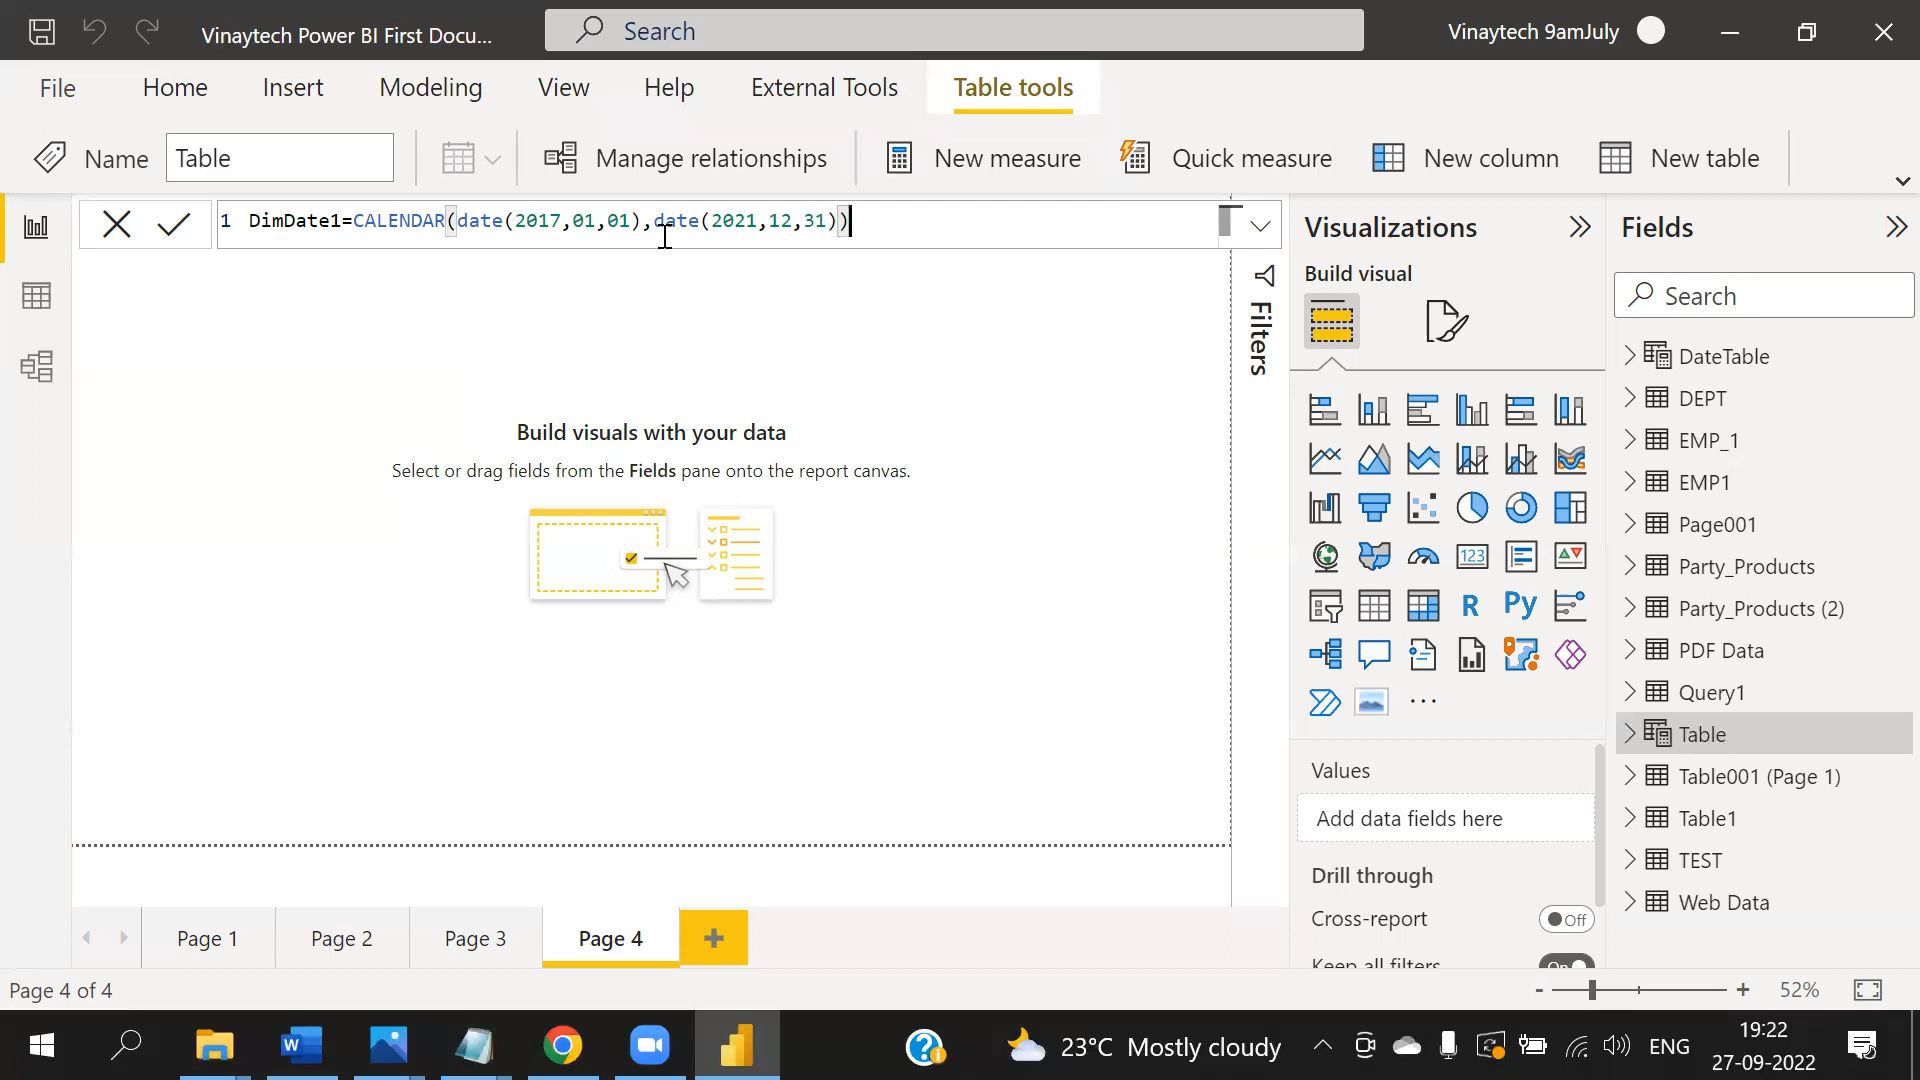 Vinaytech Power BI First Docu...
Search
Vinaytech 9amJuly
File
Home
Insert
Modeling
View
Help
External Tools
Table tools
Name
Table
Manage relationships
New measure
Quick measure
New column
New table
1 DimDate1=CALENDAR(date(2017,01,01),date(2021,12,31))
Build visuals with your data
Select or drag fields from the Fields pane onto the report canvas.
Filters
Visualizations
Build visual
123
R
Py
...
Values
Add data fields here
Drill through
Cross-report
Off
Keep all filters
On
Fields
Search
DateTable
DEPT
EMP_1
EMP1
Page001
Party_Products
Party_Products (2)
PDF Data
Query1
Table
Table001 (Page 1)
Table1
TEST
Web Data
Page 1
Page 2
Page 3
Page 4
Page 4 of 4
52%
23°C Mostly cloudy
ENG
19:22
27-09-2022